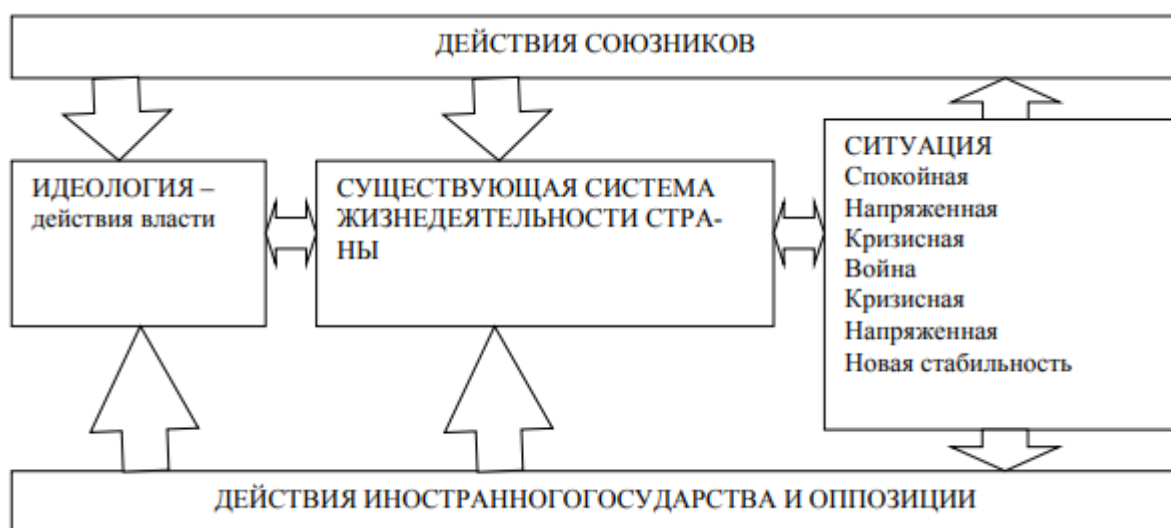 ДЕЙСТВИЯ СОЮЗНИКОВ
ИДЕОЛОГИЯ –
действия власти
СУЩЕСТВУЮЩАЯ СИСТЕМА
ЖИЗНЕДЕЯТЕЛЬНОСТИ СТРА-
НЫ
СИТУАЦИЯ
Спокойная
Напряженная
Кризисная
Война
Кризисная
Напряженная
Новая стабильность
ДЕЙСТВИЯ ИНОСТРАННОГОГОСУДАРСТВА И ОППОЗИЦИИ